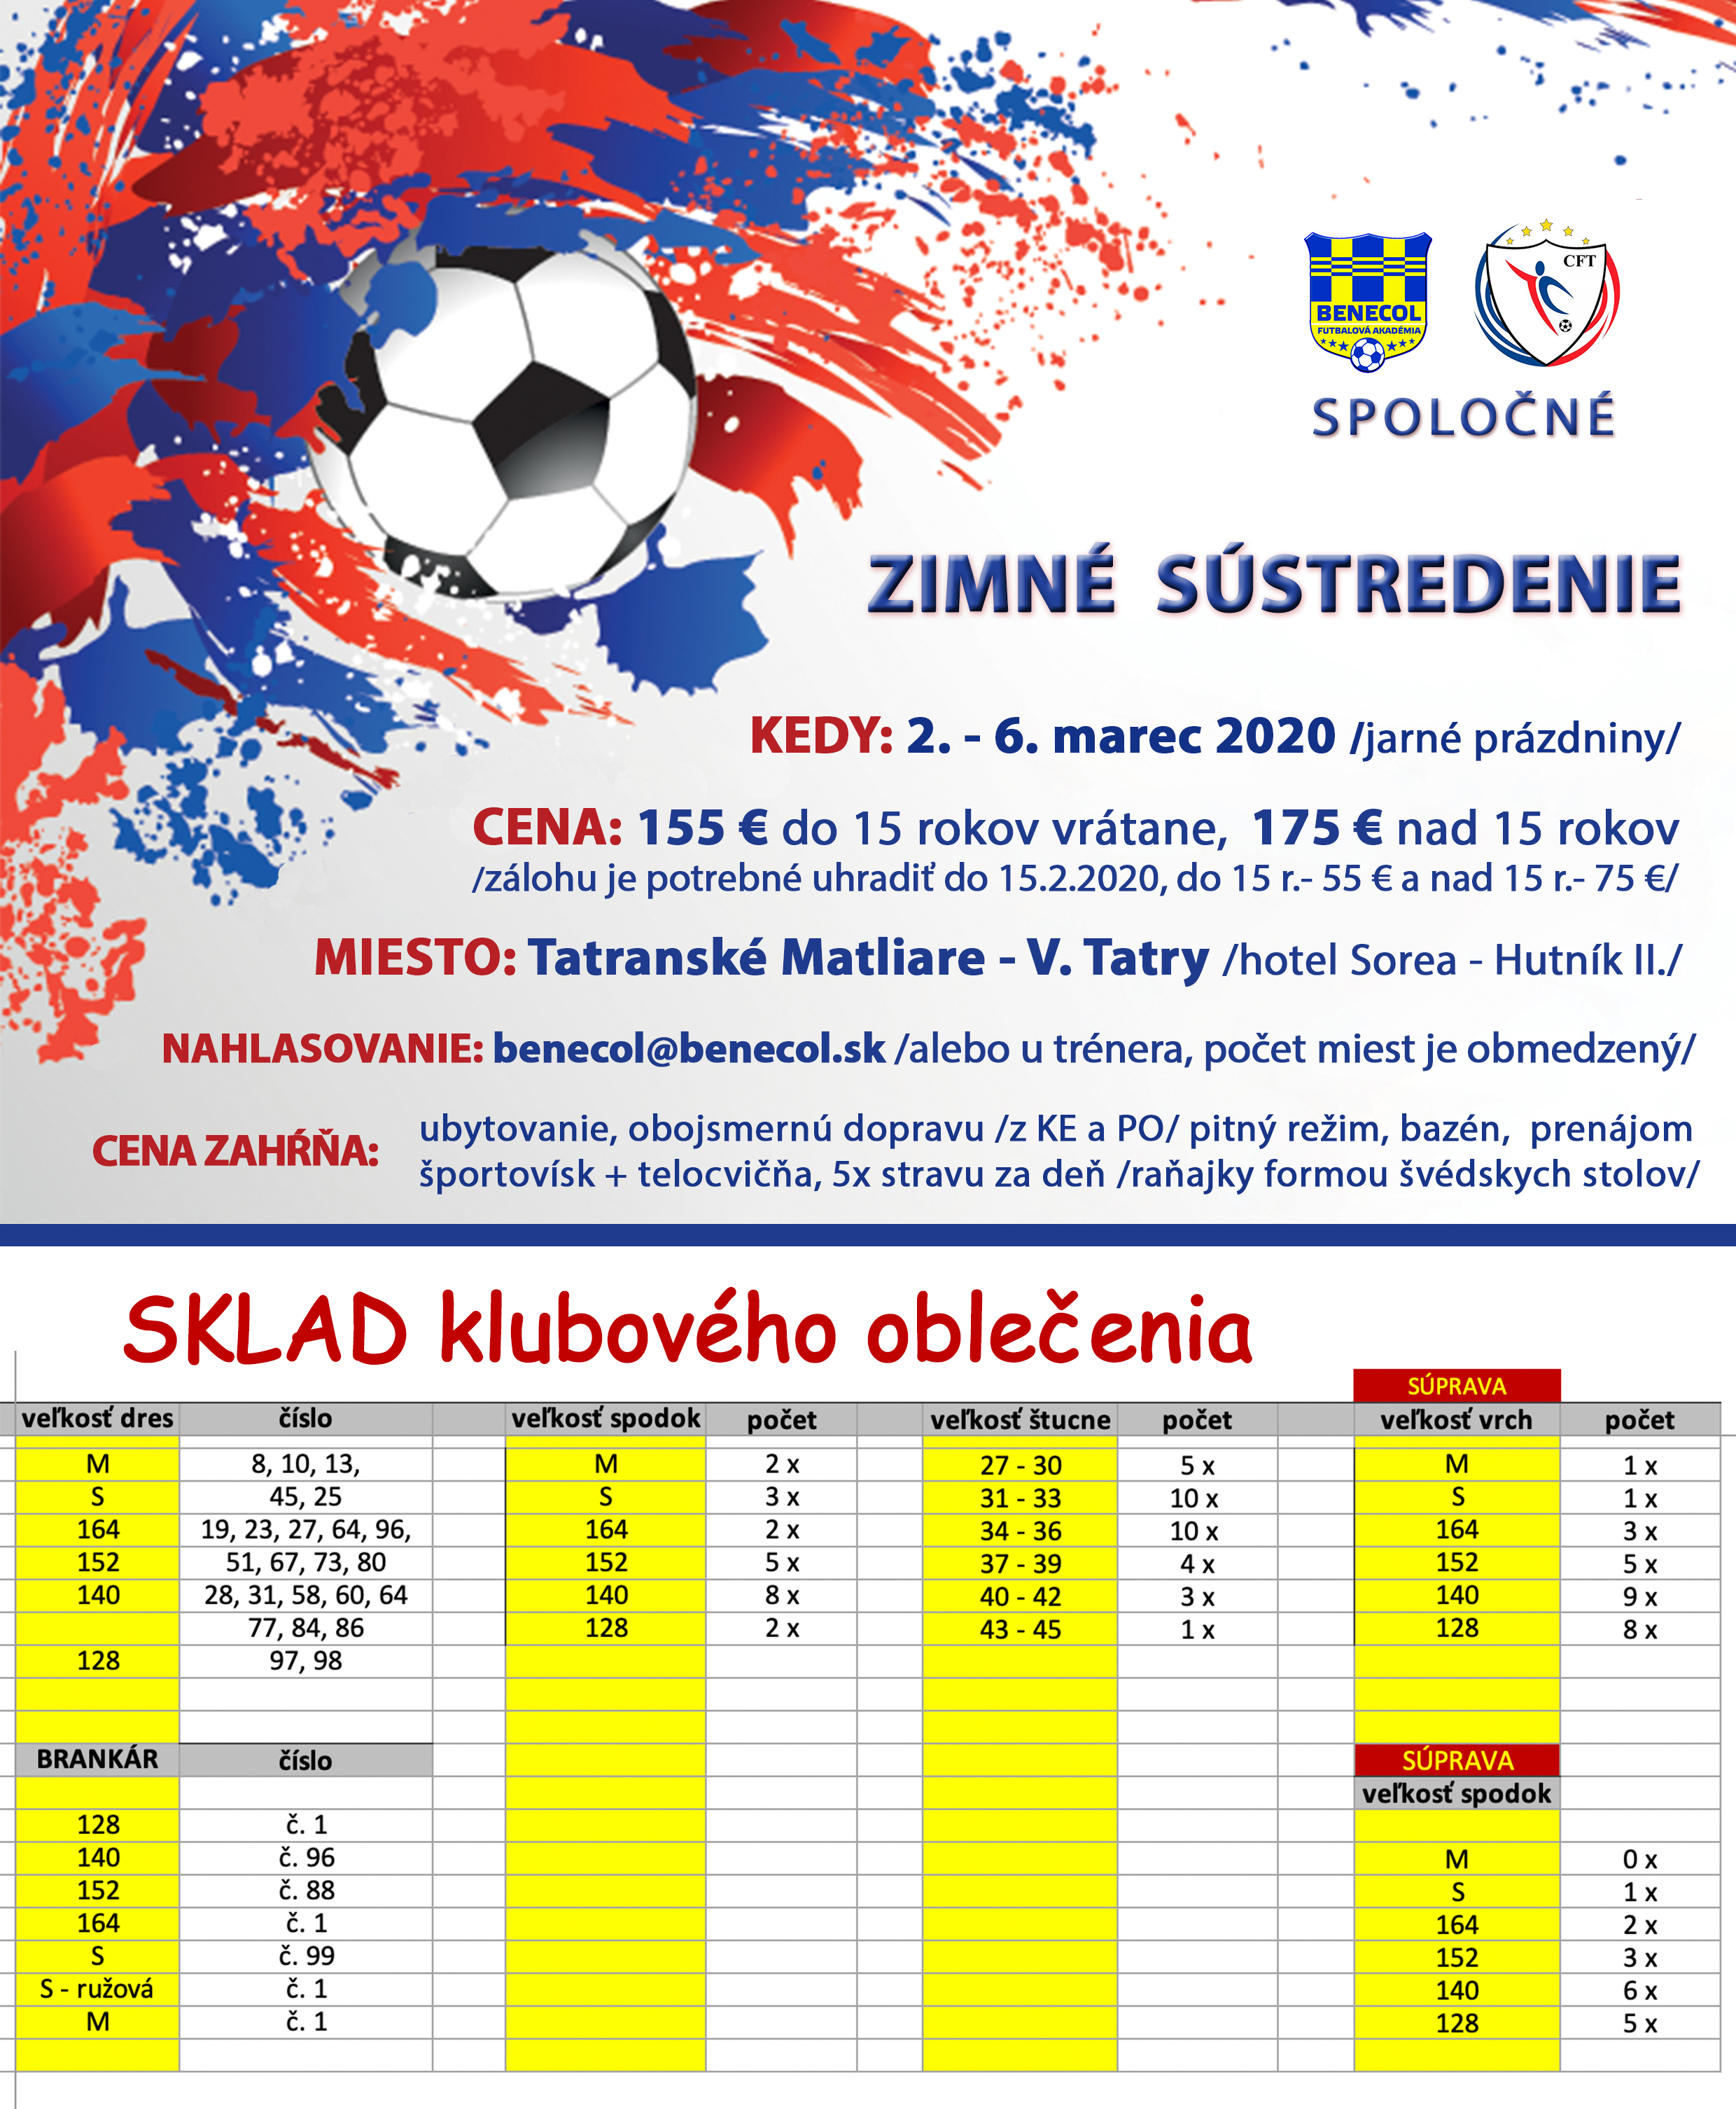 CFT
BENECOL
FUTBALOVÁ AKADÉMIA
SPOLOČNÉ
ZIMNÉ SÚSTREDENIE
KEDY: 2. - 6. marec 2020 /jarné prázdniny/
CENA: 155 € do 15 rokov vrátane, 175 € nad 15 rokov
/zálohu je potrebné uhradiť do 15.2.2020, do 15 r.- 55 € a nad 15 r.- 75 €/
MIESTO: Tatranské Matliare - V. Tatry /hotel Sorea - Hutník II./
NAHLASOVANIE: benecol@benecol.sk /alebo u trénera, počet miest je obmedzený/
CENA ZAHŔŇA: ubytovanie, obojsmernú dopravu /z KE a PO/ pitný režim, bazén, prenájom
športovísk + telocvičňa, 5x stravu za deň /raňajky formou švédskych stolov/
SKLAD klubového oblečenia
SÚPRAVA
veľkosť dres číslo veľkosť spodok počet veľkosť štucne počet veľkosť vrch počet
M 8, 10, 13, M 2 x 27 - 30 5 x M 1 x
S 45, 25 S 3 x 31 - 33 10 x S 1 x
164 19, 23, 27, 64, 96, 164 2 x 34 - 36 10 x 164 3 x
152 51, 67, 73, 80 152 5 x 37 - 39 4 x 152 5 x
140 28, 31, 58, 60, 64 140 8 x 40 - 42 3 x 140 9 x
77, 84, 86 128 2 x 43 - 45 1 x 128 8 x
128 97, 98
BRANKÁR číslo SÚPRAVA
veľkosť spodok
128 č. 1
140 č. 96 M 0 x
152 č. 88 S 1 x
164 č. 1 164 2 x
S č. 99 152 3 x
S - ružová č. 1 140 6 x
M č. 1 128 5 x